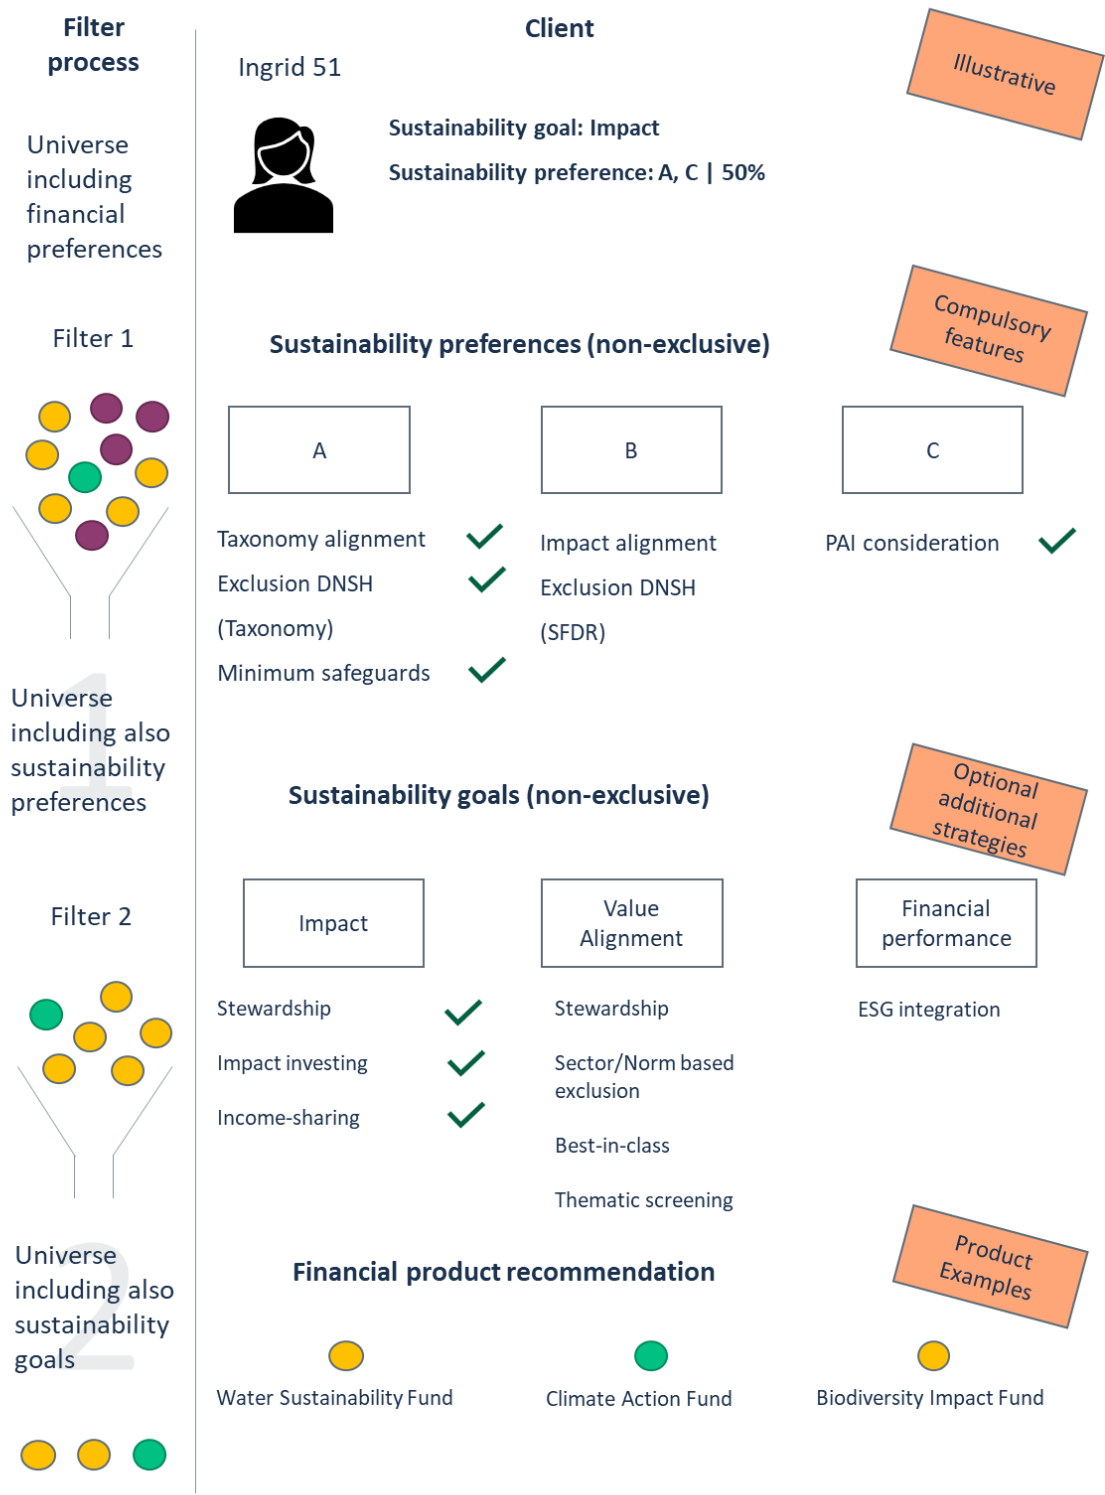 Filter
process
Client
Illustrative
Ingrid 51
Sustainability goal: Impact
Sustainability preference: A, C | 50%
Universe
including
financial
preferences
Filter 1
Sustainability preferences (non-exclusive)
Compulsory
features
A
B
C
Taxonomy alignment
Exclusion DNSH
(Taxonomy)
Minimum safeguards
Impact alignment
Exclusion DNSH
(SFDR)
PAI consideration
1
Universe
including also
sustainability
preferences
Sustainability goals (non-exclusive)
Optional
additional
strategies
Filter 2
Impact
Value
Alignment
Financial
performance
Stewardship
Impact investing
Income-sharing
Stewardship
Sector/Norm based
exclusion
Best-in-class
Thematic screening
ESG integration
2
Universe
including also
sustainability
goals
Financial product recommendation
Product
Examples
Water Sustainability Fund
Climate Action Fund
Biodiversity Impact Fund